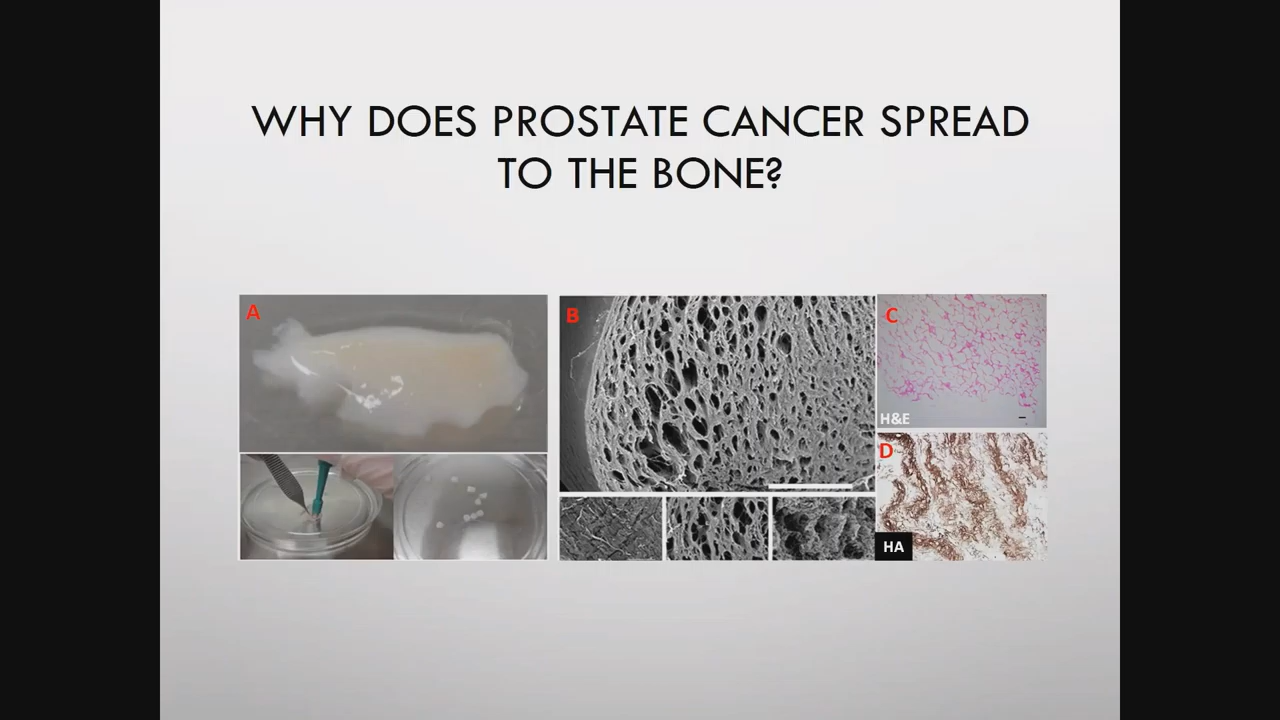 WHY DOES PROSTATE CANCER SPREAD
TO THE BONE?
A
B
C
H&E
D
HA